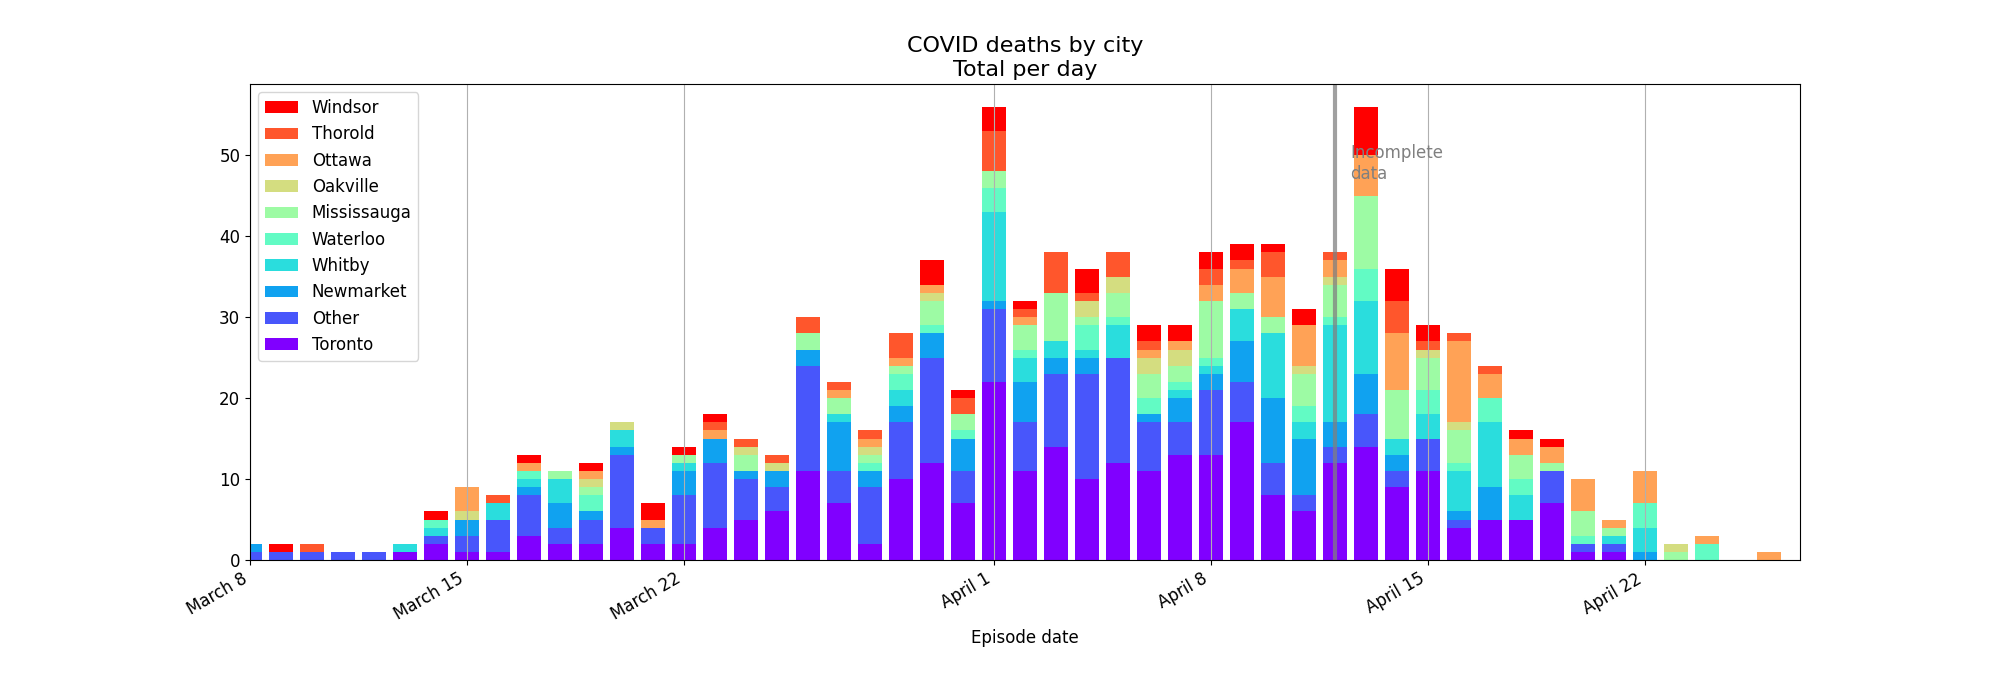 COVID deaths by city
Total per day
Windsor
Thorold
Ottawa
Oakville
Mississauga
Waterloo
Whitby
Newmarket
Other
Toronto
Incomplete
data
50
40
30
20
10
0
March 8
March 15
March 22
April 1
April 8
April 15
April 22
Episode date